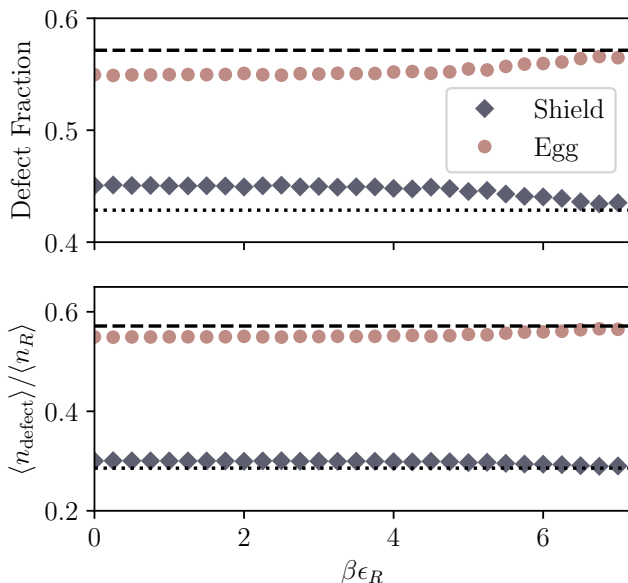 0.6
Defect Fraction
0.5
0.4
Shield
Egg
0.6
⟨n_defect⟩/⟨n_R⟩
0.4
0.2
0 2 4 6
βϵ_R